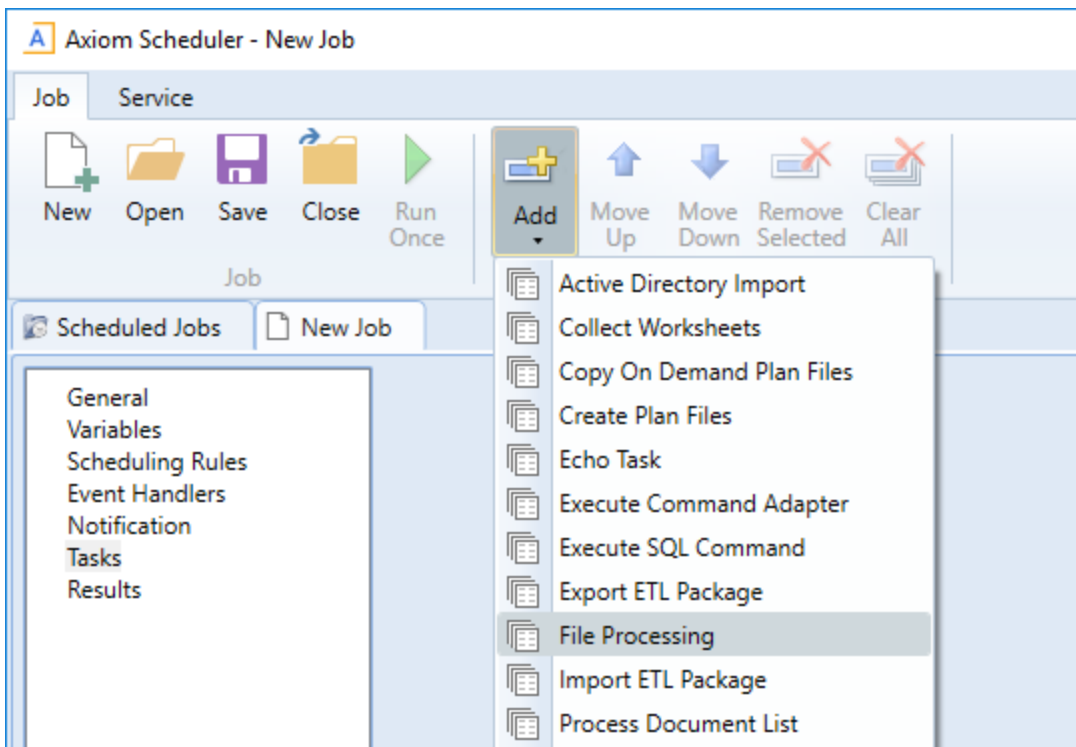 A Axiom Scheduler - New Job
Job Service
New Open Save Close Run Once
Add Move Up Move Down Remove Selected Clear All
Job
Scheduled Jobs New Job
General
Variables
Scheduling Rules
Event Handlers
Notification
Tasks
Results
Active Directory Import
Collect Worksheets
Copy On Demand Plan Files
Create Plan Files
Echo Task
Execute Command Adapter
Execute SQL Command
Export ETL Package
File Processing
Import ETL Package
Process Document List